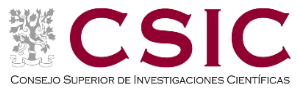 CSIC
CONSEJO SUPERIOR DE INVESTIGACIONES CIENTÍFICAS